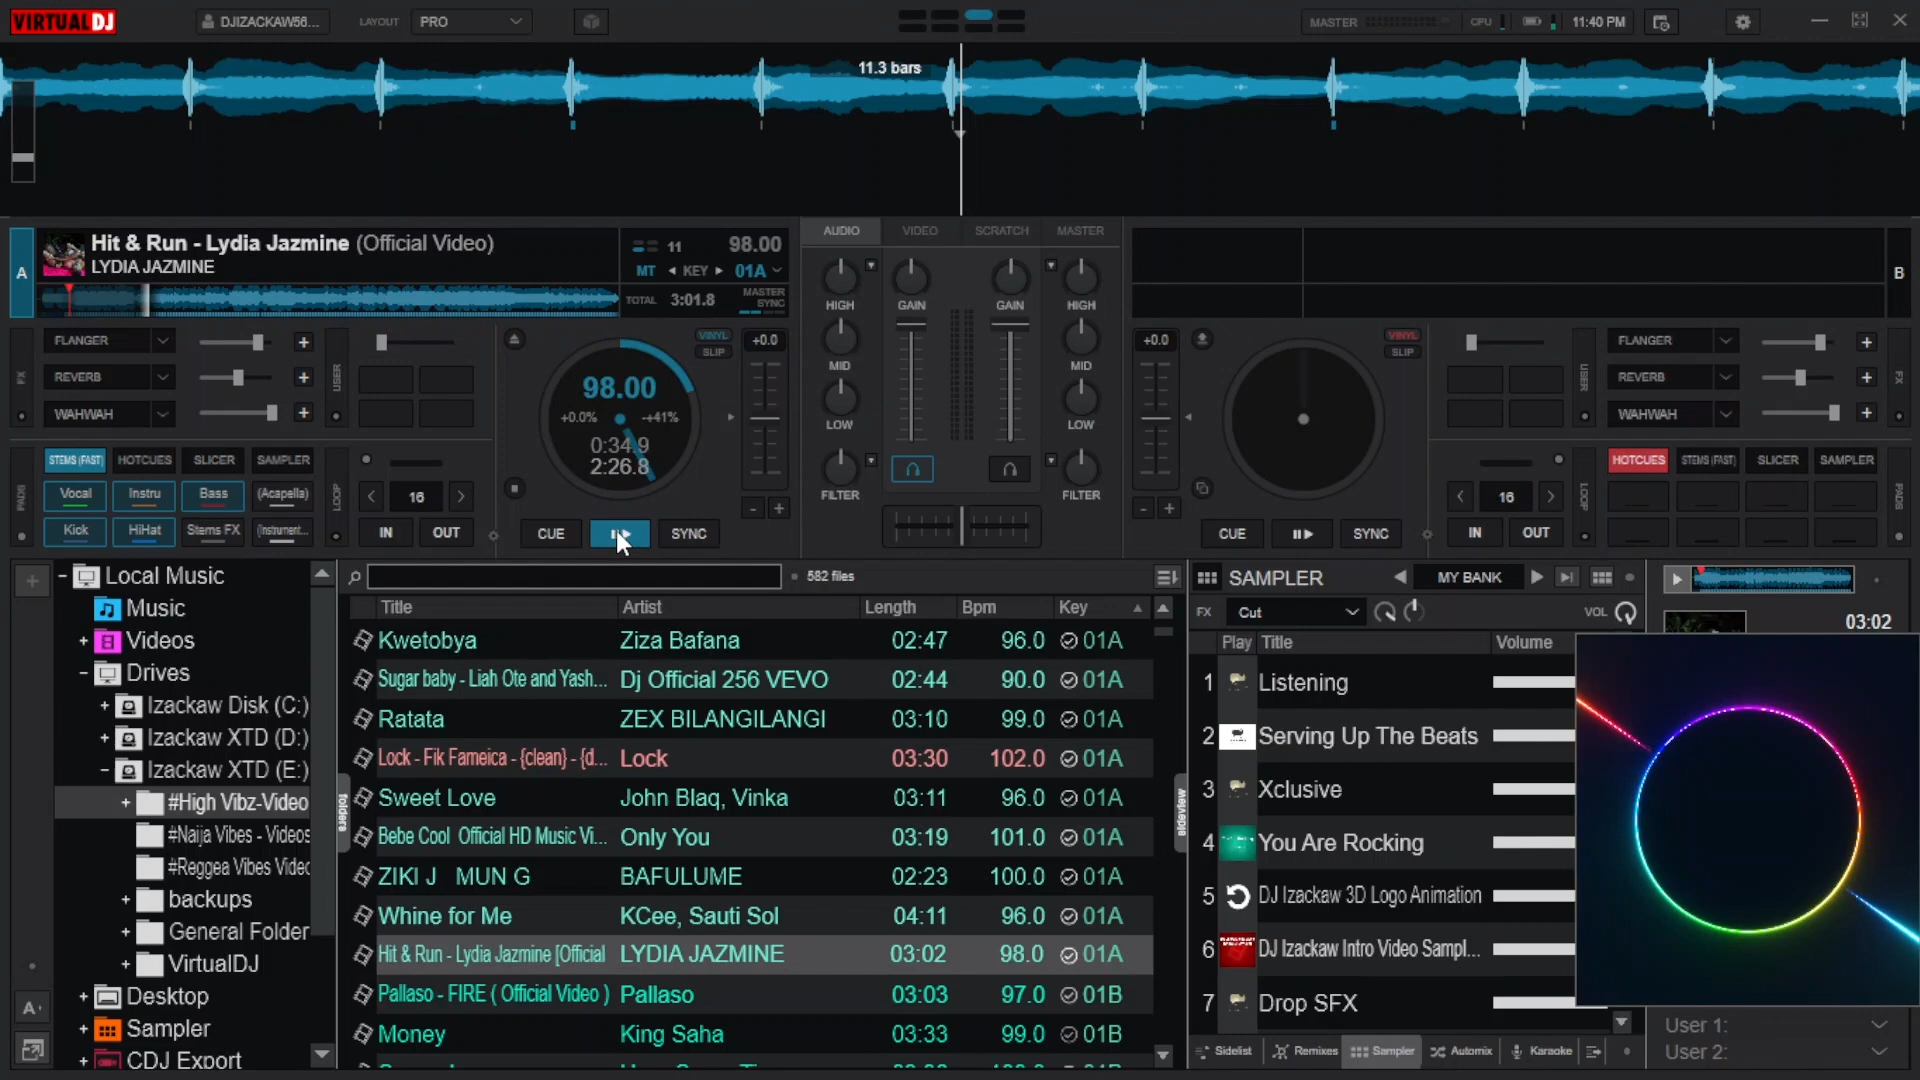 VIRTUAL DJ
DJIZACKAW56...
LAYOUT
PRO
MASTER
CPU
11:40 PM
11.3 bars
A
Hit & Run - Lydia Jazmine (Official Video)
LYDIA JAZMINE
11
98.00
MT
KEY
01A
TOTAL
3:01.8
MASTER
SYNC
AUDIO
VIDEO
SCRATCH
MASTER
B
FX
FLANGER
REVERB
WAHWAH
USER
VINYL
SLIP
+0.0
98.00
+0.0%
-+41%
0:34.9
2:26.8
HIGH
MID
LOW
FILTER
GAIN
GAIN
HIGH
MID
LOW
FILTER
+0.0
VINYL
SLIP
USER
FLANGER
REVERB
WAHWAH
FX
PADS
STEMS (FAST)
HOTCUES
SLICER
SAMPLER
Vocal
Instru
Bass
(Acapella)
Kick
HiHat
Stems FX
(Instrument...
LOOP
16
IN
OUT
CUE
SYNC
CUE
SYNC
16
IN
OUT
LOOP
HOTCUES
STEMS (FAST)
SLICER
SAMPLER
PADS
Local Music
Music
Videos
Drives
Izackaw Disk (C:)
Izackaw XTD (D:)
Izackaw XTD (E:)
#High Vibz-Video
#Naija Vibes - Videos
#Reggea Vibes Videc
backups
General Folder
VirtualDJ
Desktop
Sampler
CDJ Export
folders
582 files
Title Artist Length Bpm Key
Kwetobya Ziza Bafana 02:47 96.0 01A
Sugar baby - Liah Ote and Yash... Dj Official 256 VEVO 02:44 90.0 01A
Ratata ZEX BILANGILANGI 03:10 99.0 01A
Lock - Fik Fameica - {clean} - {d... Lock 03:30 102.0 01A
Sweet Love John Blaq, Vinka 03:11 96.0 01A
Bebe Cool Official HD Music Vi... Only You 03:19 101.0 01A
ZIKI J MUN G BAFULUME 02:23 100.0 01A
Whine for Me KCee, Sauti Sol 04:11 96.0 01A
Hit & Run - Lydia Jazmine [Official LYDIA JAZMINE 03:02 98.0 01A
Pallaso - FIRE ( Official Video ) Pallaso 03:03 97.0 01B
Money King Saha 03:33 99.0 01B
sideview
SAMPLER
MY BANK
FX
Cut
VOL
Play Title Volume
1 Listening
2 Serving Up The Beats
3 Xclusive
4 You Are Rocking
5 DJ Izackaw 3D Logo Animation
6 DJ Izackaw Intro Video Sampl...
7 Drop SFX
Sidelist
Remixes
Sampler
Automix
Karaoke
03:02
User 1:
User 2: